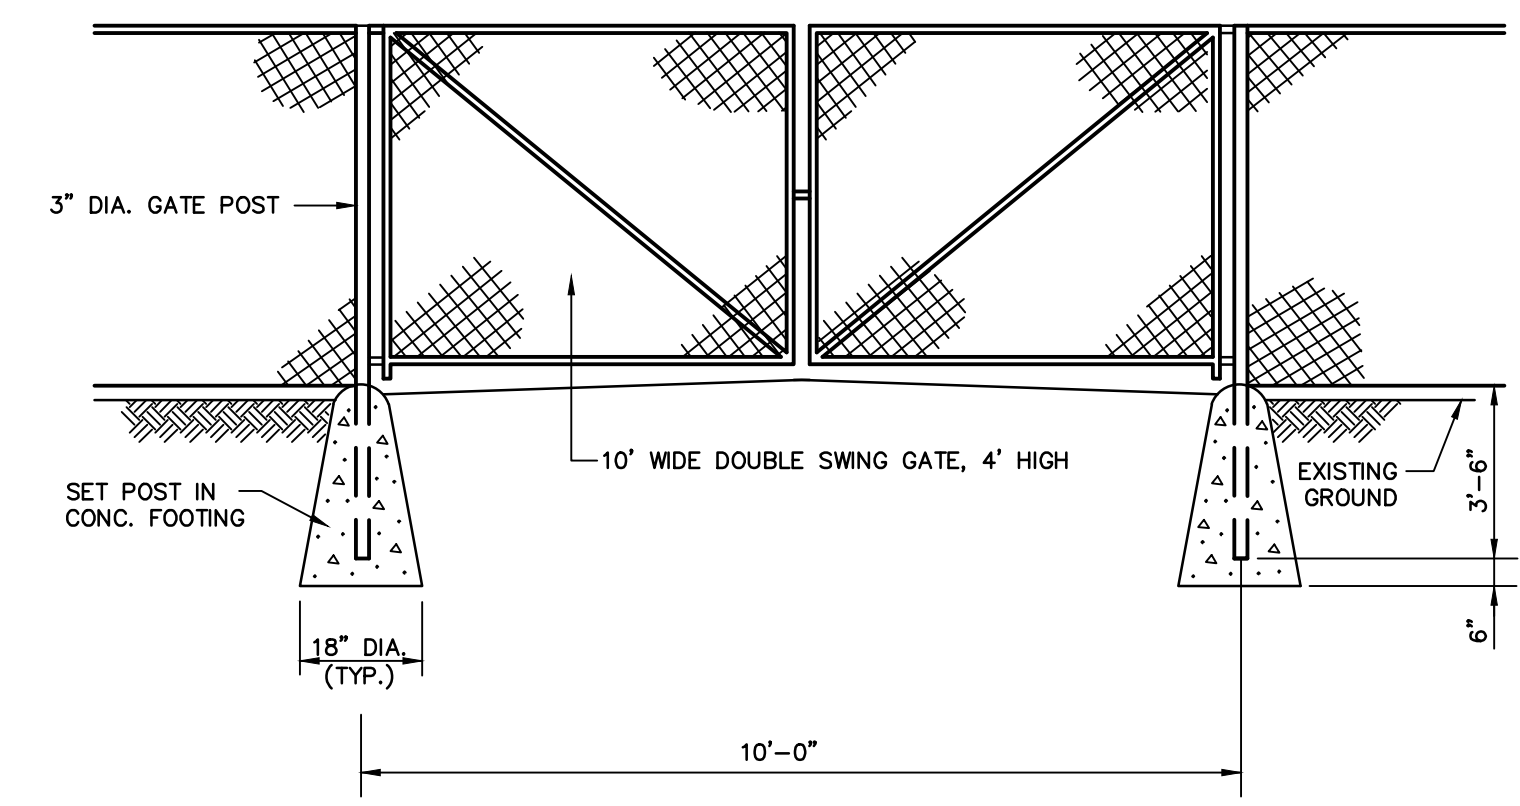 3” DIA. GATE POST
10’ WIDE DOUBLE SWING GATE, 4’ HIGH
SET POST IN
CONC. FOOTING
EXISTING
GROUND
3’-6”
6”
18” DIA.
(TYP.)
10’-0”